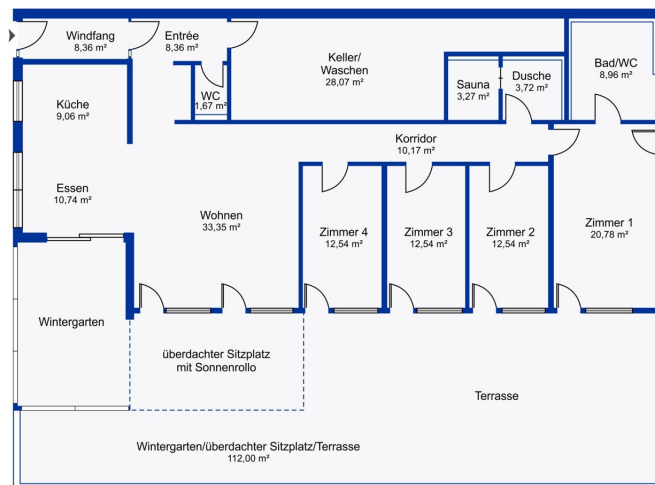 Windfang
8,36 m²
Entrée
8,36 m²
Keller/
Waschen
28,07 m²
Bad/WC
8,96 m²
Sauna
3,27 m²
Dusche
3,72 m²
WC
1,67 m²
Küche
9,06 m²
Korridor
10,17 m²
Essen
10,74 m²
Wohnen
33,35 m²
Zimmer 4
12,54 m²
Zimmer 3
12,54 m²
Zimmer 2
12,54 m²
Zimmer 1
20,78 m²
Wintergarten
überdachter Sitzplatz
mit Sonnenrollo
Terrasse
Wintergarten/überdachter Sitzplatz/Terrasse
112,00 m²